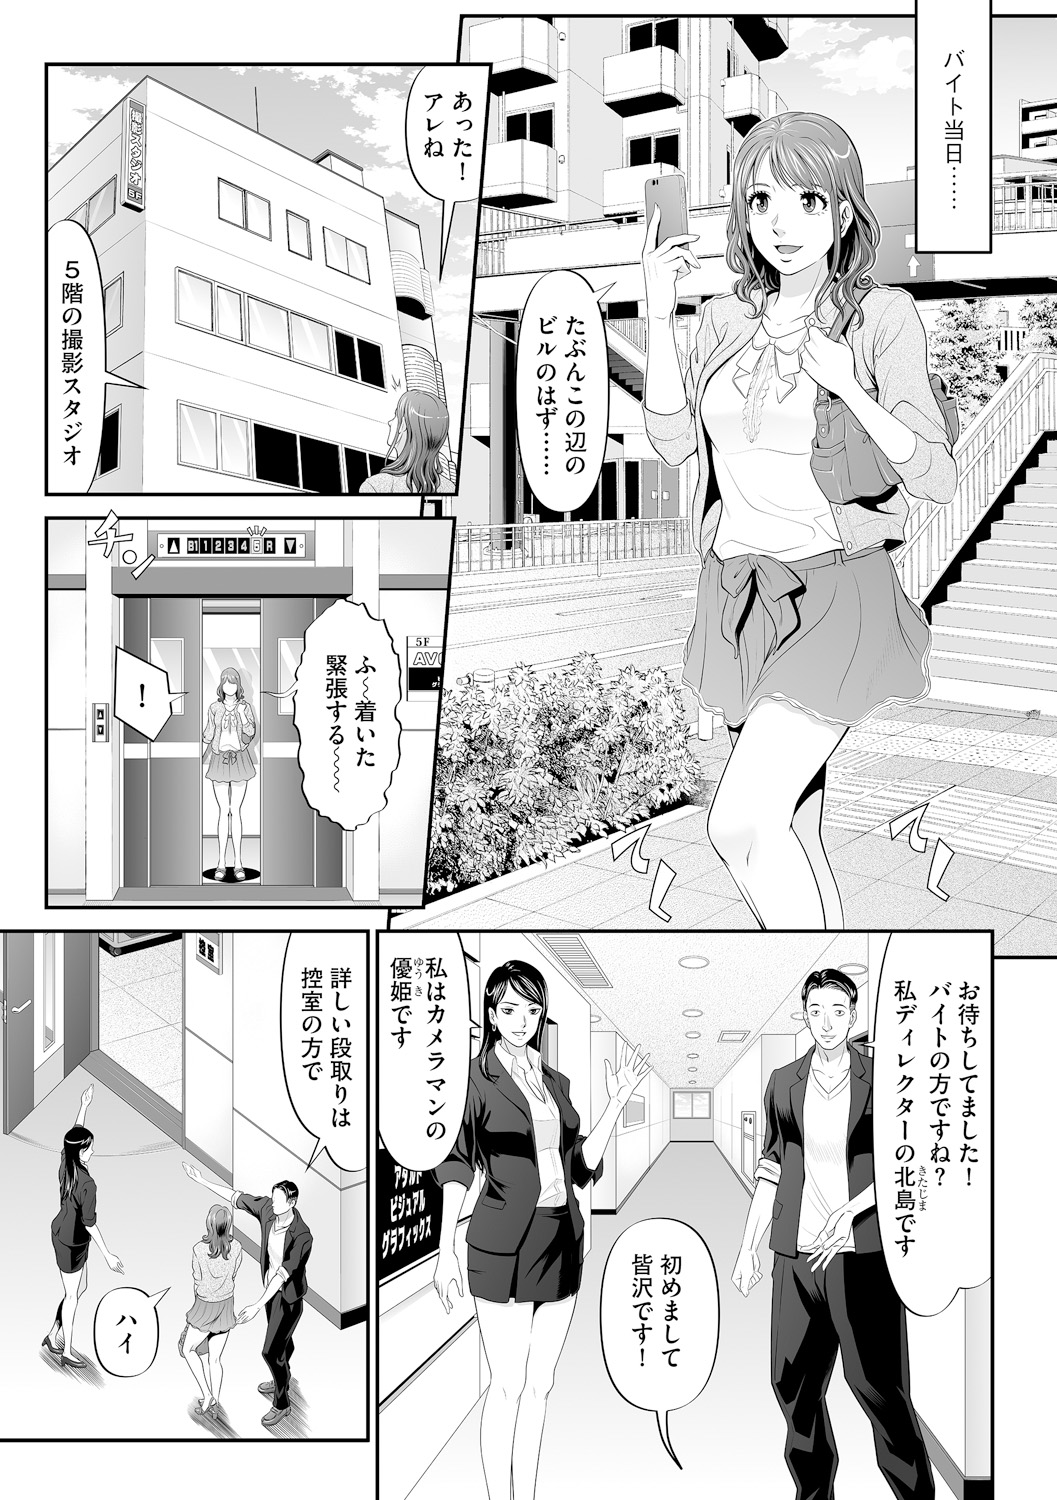 バイト当日……
たぶんこの辺の
ビルのはず……
テク
テク
あった！
アレね
撮影スタジオ
5F
5階の撮影スタジオ
チン
▲B1 1 2 3 4 5 R▼
5F
AVG
ふ〜着いた
緊張する〜〜〜
！
お待ちしてました！
バイトの方ですね？
私ディレクターの北島です
きたじま
初めまして
皆沢です！
私はカメラマンの
優姫です
ゆうき
アダルト
ビジュアル
グラフィックス
控室
詳しい段取りは
控室の方で
ハイ